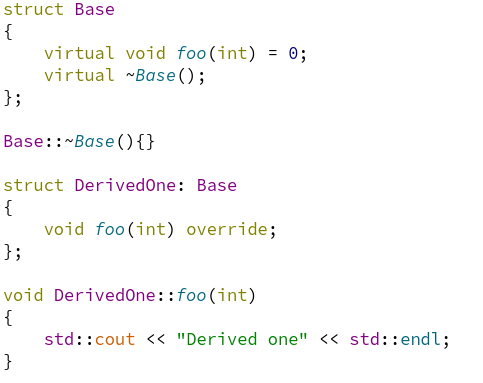 struct Base
{
    virtual void foo(int) = 0;
    virtual ~Base();
};

Base::~Base(){}

struct DerivedOne: Base
{
    void foo(int) override;
};

void DerivedOne::foo(int)
{
    std::cout << "Derived one" << std::endl;
}